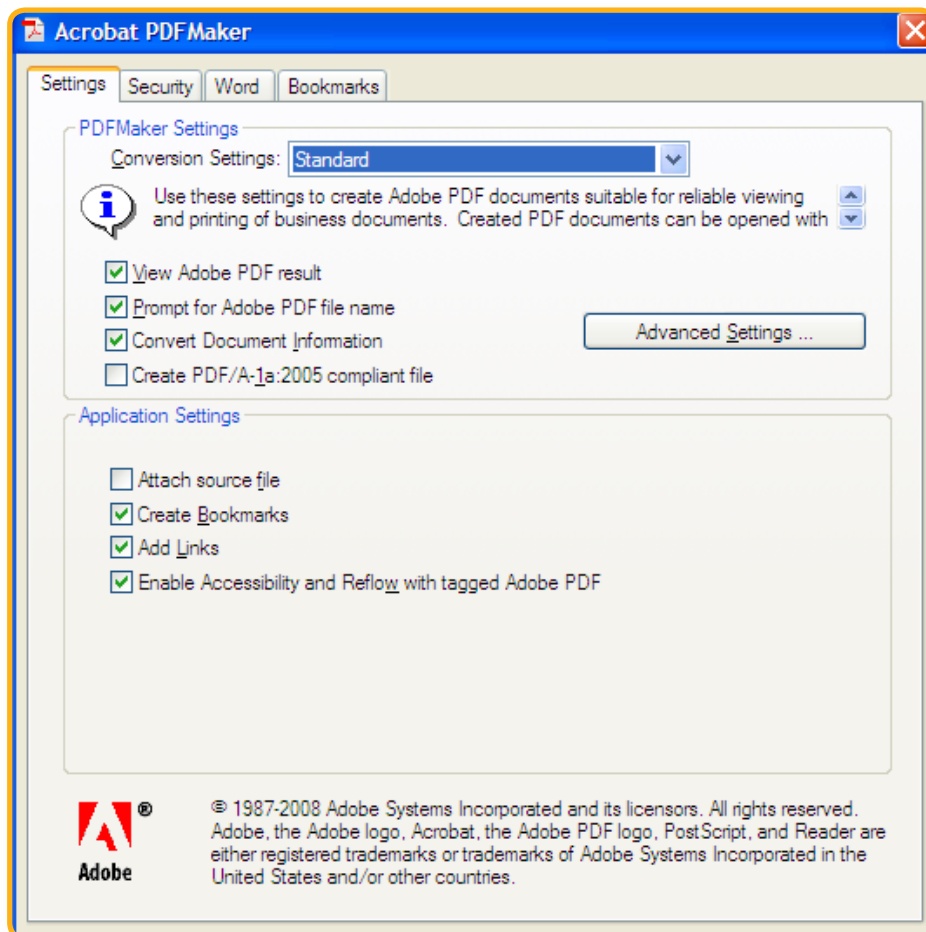 Acrobat PDFMaker
Settings Security Word Bookmarks
PDFMaker Settings
Conversion Settings: Standard
Use these settings to create Adobe PDF documents suitable for reliable viewing
and printing of business documents. Created PDF documents can be opened with
View Adobe PDF result
Prompt for Adobe PDF file name
Convert Document Information
Advanced Settings ...
Create PDF/A-1a:2005 compliant file
Application Settings
Attach source file
Create Bookmarks
Add Links
Enable Accessibility and Reflow with tagged Adobe PDF
® © 1987-2008 Adobe Systems Incorporated and its licensors. All rights reserved.
Adobe, the Adobe logo, Acrobat, the Adobe PDF logo, PostScript, and Reader are
either registered trademarks or trademarks of Adobe Systems Incorporated in the
United States and/or other countries.
Adobe